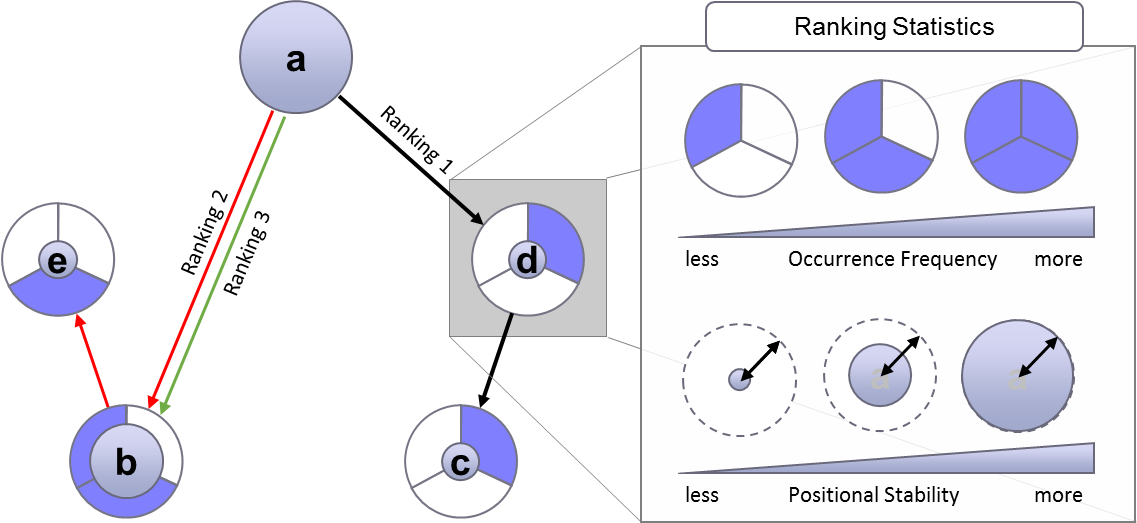 a
Ranking 1
Ranking 2
Ranking 3
e
d
b
c
Ranking Statistics
less Occurrence Frequency more
less Positional Stability more